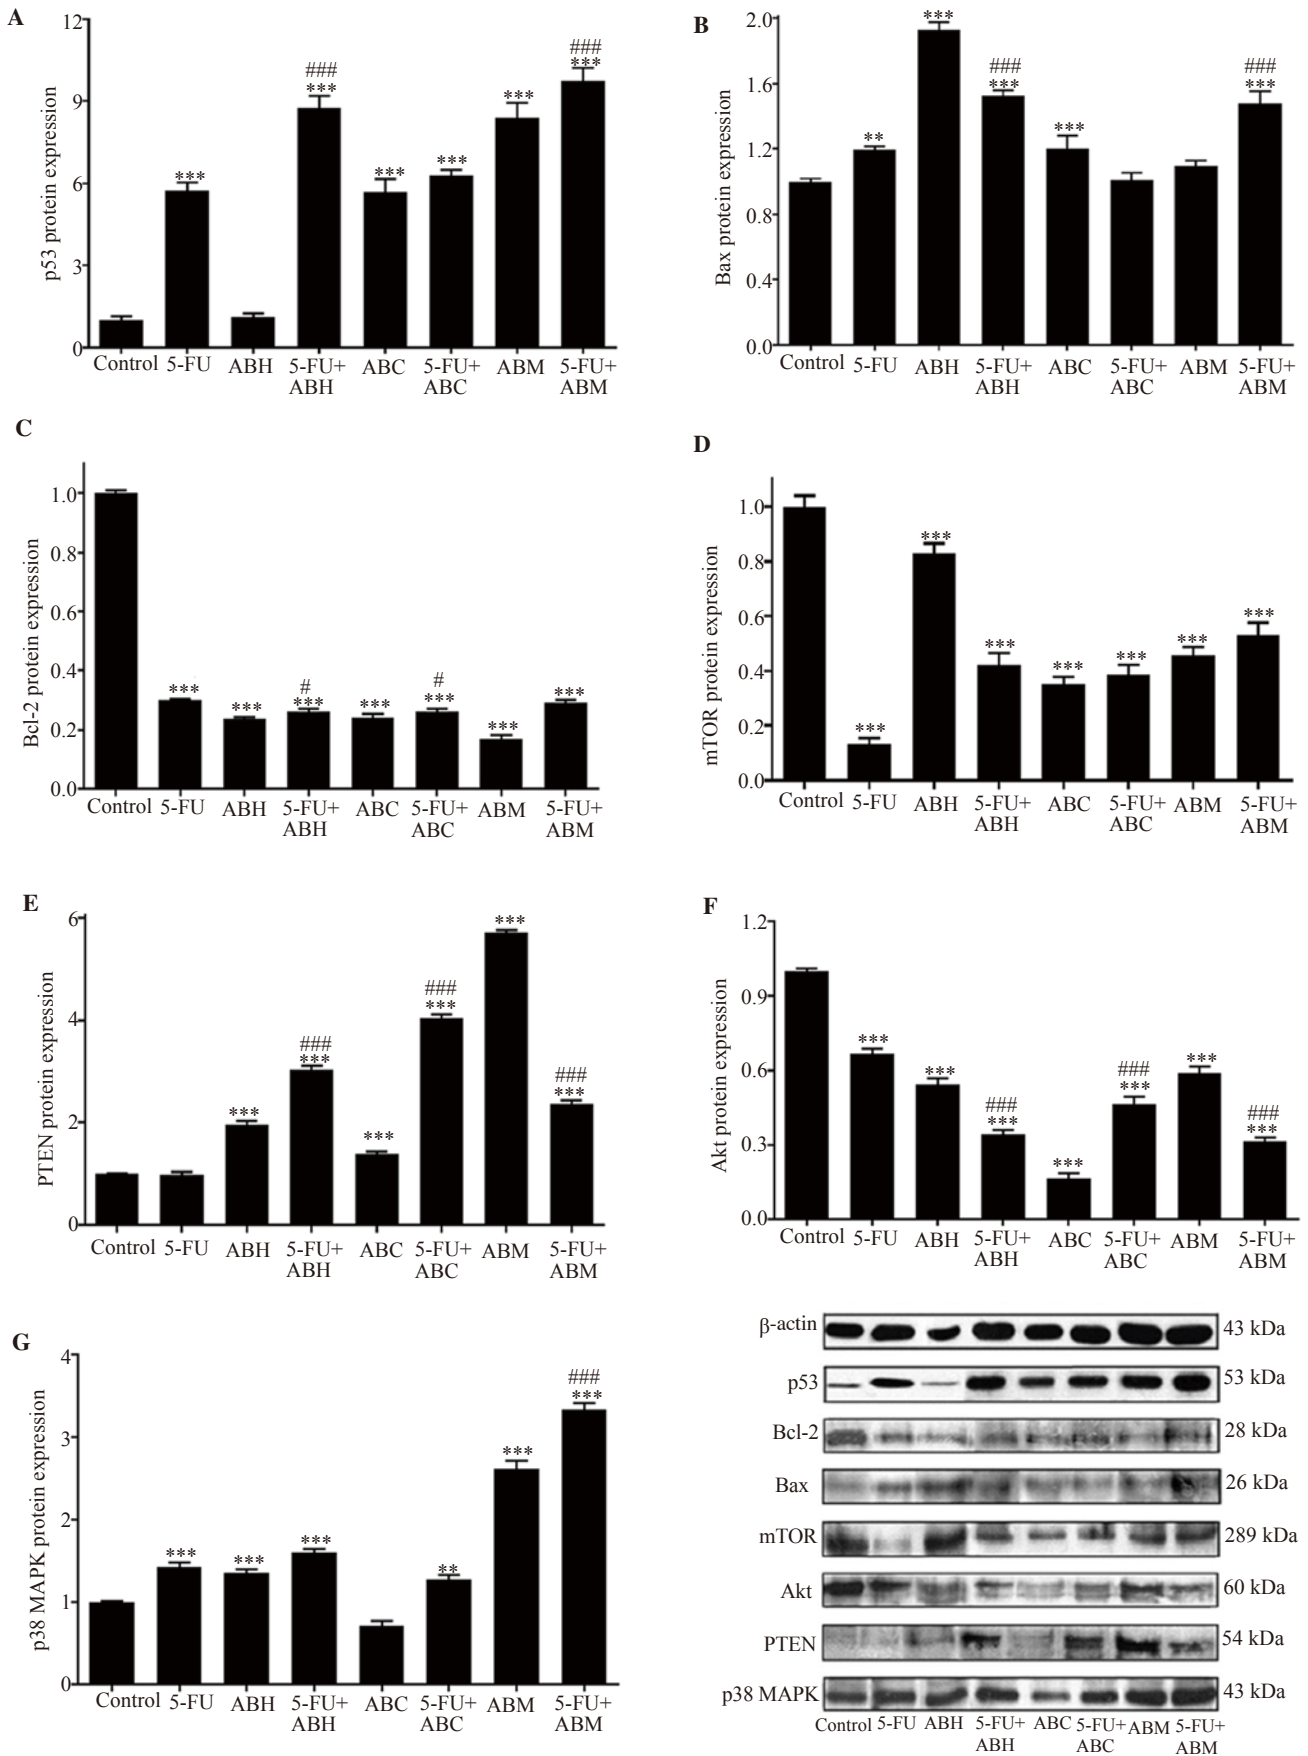 A
p53 protein expression
12
9
6
3
0
***
###
***
***
***
***
###
***
Control 5-FU ABH 5-FU+ ABC 5-FU+ ABM 5-FU+
ABH ABC ABM
B
Bax protein expression
2.0
1.6
1.2
0.8
0.4
0.0
**
***
###
***
***
###
***
Control 5-FU ABH 5-FU+ ABC 5-FU+ ABM 5-FU+
ABH ABC ABM
C
Bcl-2 protein expression
1.0
0.8
0.6
0.4
0.2
0.0
***
***
#
***
***
#
***
***
***
Control 5-FU ABH 5-FU+ ABC 5-FU+ ABM 5-FU+
ABH ABC ABM
D
mTOR protein expression
1.0
0.8
0.6
0.4
0.2
0.0
***
***
***
***
***
***
***
Control 5-FU ABH 5-FU+ ABC 5-FU+ ABM 5-FU+
ABH ABC ABM
E
PTEN protein expression
6
4
2
0
***
###
***
***
###
***
***
###
***
Control 5-FU ABH 5-FU+ ABC 5-FU+ ABM 5-FU+
ABH ABC ABM
F
Akt protein expression
1.2
0.9
0.6
0.3
0.0
***
***
###
***
***
###
***
***
###
***
Control 5-FU ABH 5-FU+ ABC 5-FU+ ABM 5-FU+
ABH ABC ABM
G
p38 MAPK protein expression
4
3
2
1
0
***
***
***
**
***
###
***
Control 5-FU ABH 5-FU+ ABC 5-FU+ ABM 5-FU+
ABH ABC ABM
β-actin 43 kDa
p53 53 kDa
Bcl-2 28 kDa
Bax 26 kDa
mTOR 289 kDa
Akt 60 kDa
PTEN 54 kDa
p38 MAPK 43 kDa
Control 5-FU ABH 5-FU+ ABC 5-FU+ ABM 5-FU+
ABH ABC ABM